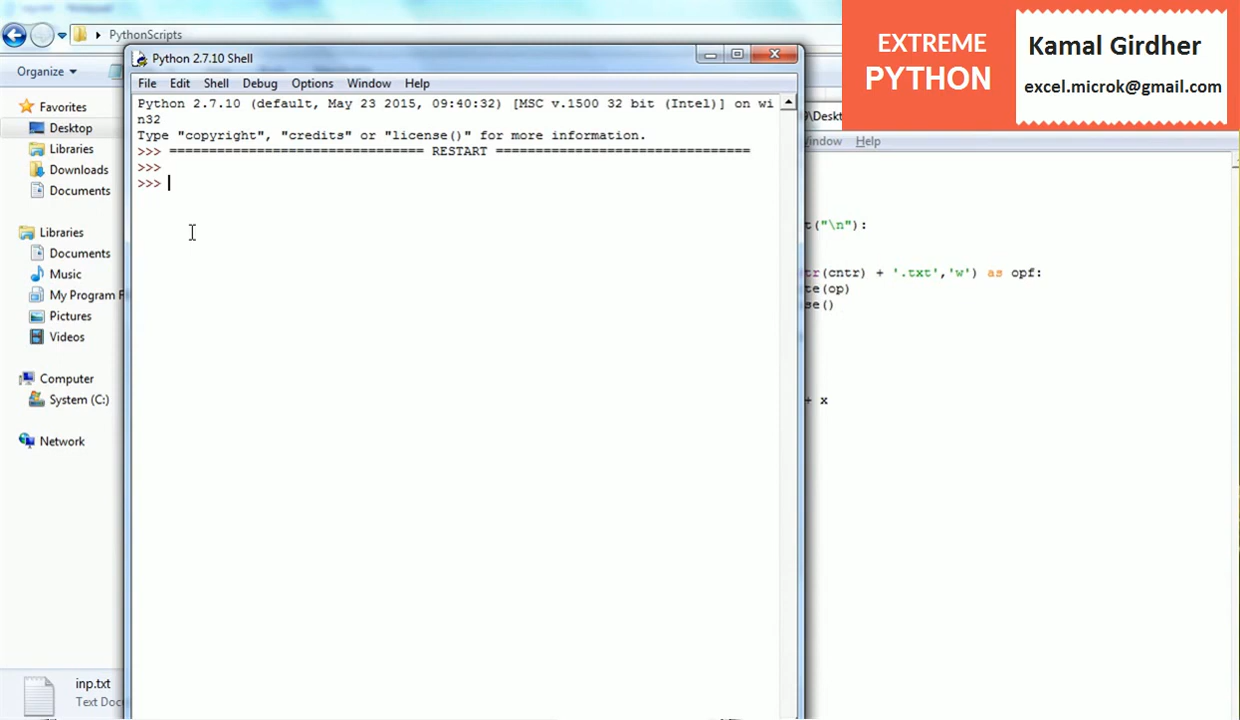 EXTREME
PYTHON
Kamal Girdher
excel.microk@gmail.com
PythonScripts
Organize
Favorites
Desktop
Libraries
Downloads
Documents
Libraries
Documents
Music
My Program F
Pictures
Videos
Computer
System (C:)
Network
inp.txt
Text Doc
Python 2.7.10 Shell
File Edit Shell Debug Options Window Help
Python 2.7.10 (default, May 23 2015, 09:40:32) [MSC v.1500 32 bit (Intel)] on wi
n32
Type "copyright", "credits" or "license()" for more information.
>>> ================================ RESTART ================================
>>>
>>>
9\Deskt
indow Help
t("\n"):
tr(cntr) + '.txt','w') as opf:
te(op)
se()
+ x